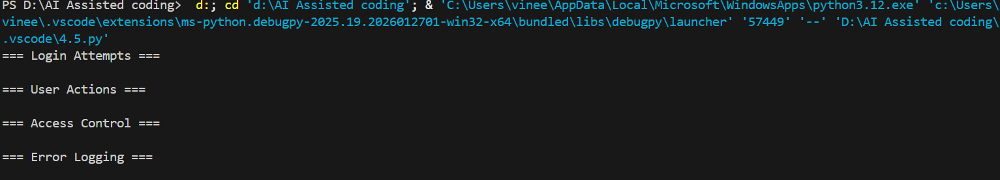 PS D:\AI Assisted coding>  d:; cd 'd:\AI Assisted coding'; & 'C:\Users\vinee\AppData\Local\Microsoft\WindowsApps\python3.12.exe' 'c:\Users\
vinee\.vscode\extensions\ms-python.debugpy-2025.19.2026012701-win32-x64\bundled\libs\debugpy\launcher' '57449' '--' 'D:\AI Assisted coding\
.vscode\4.5.py'
=== Login Attempts ===
=== User Actions ===
=== Access Control ===
=== Error Logging ===